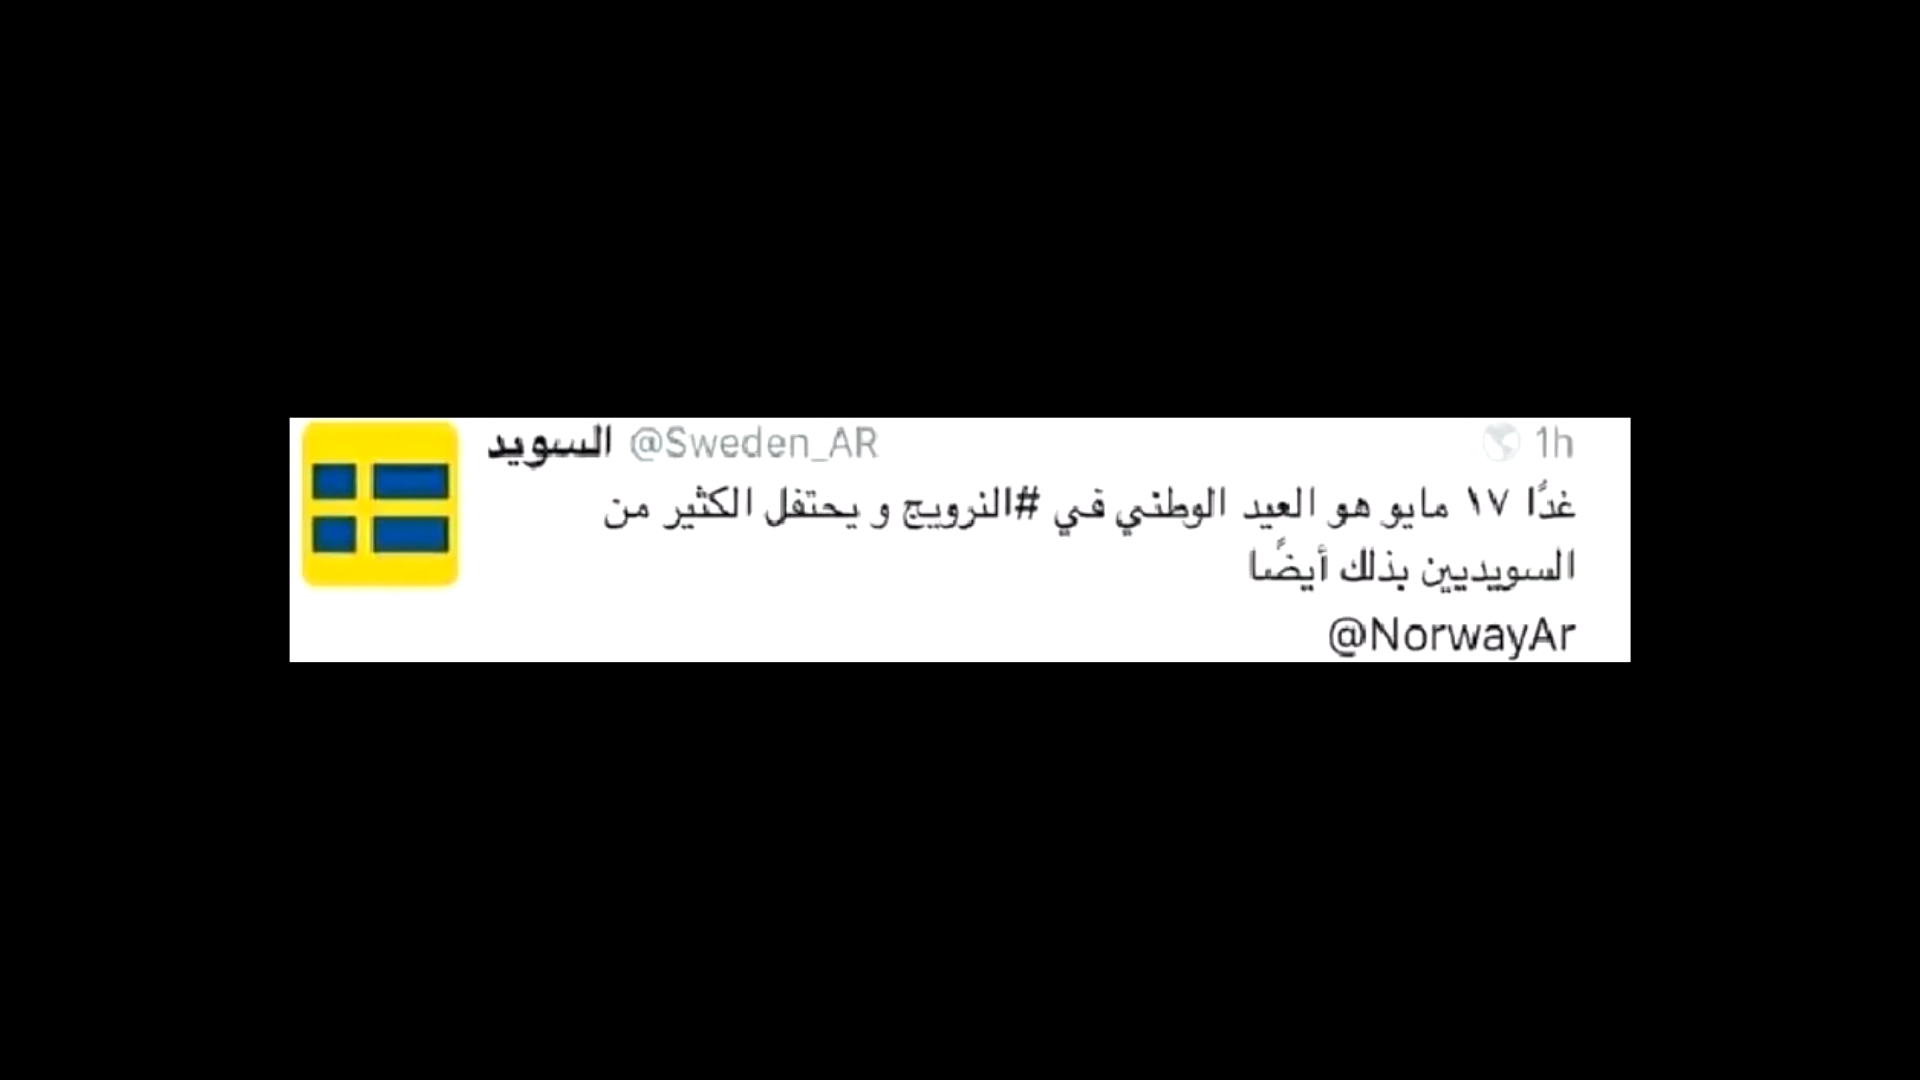 السويد @Sweden_AR 1h
غدًا ١٧ مايو هو العيد الوطني في #النرويج و يحتفل الكثير من
السويديين بذلك أيضًا
@NorwayAr